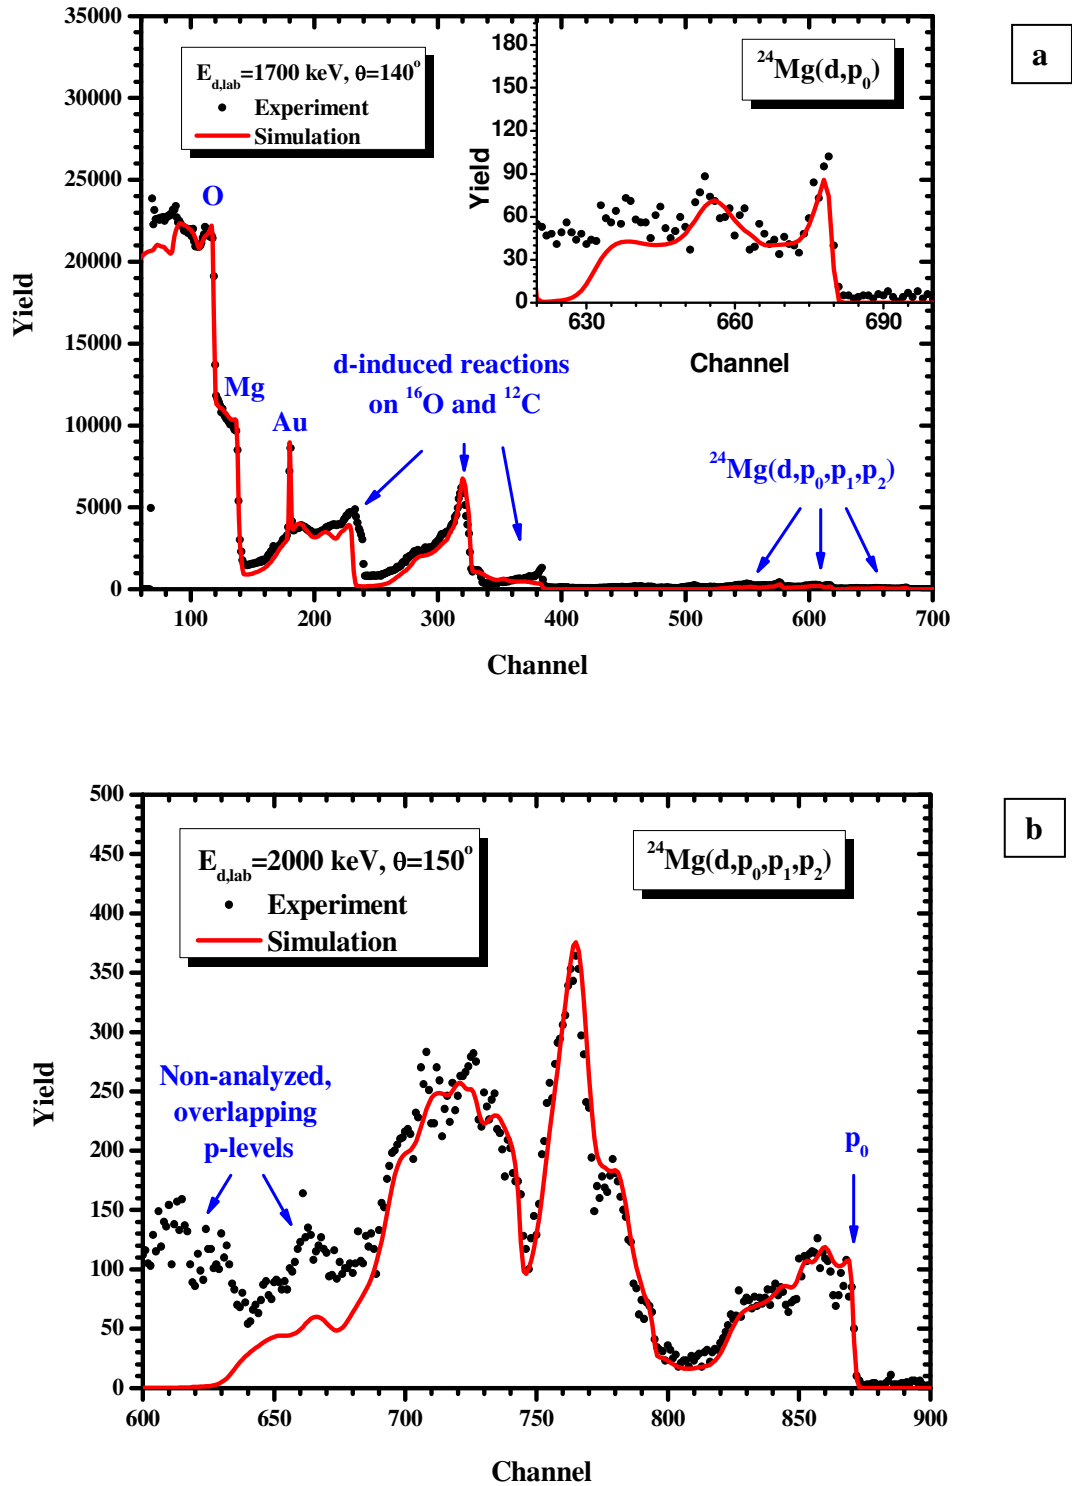 a
35000
30000
25000
20000
15000
10000
5000
0
Yield
E_d,lab=1700 keV, θ=140°
Experiment
Simulation
O
Mg
Au
d-induced reactions
on ¹⁶O and ¹²C
²⁴Mg(d,p₀,p₁,p₂)
100 200 300 400 500 600 700
Channel
²⁴Mg(d,p₀)
180
150
120
90
60
30
0
Yield
630 660 690
Channel
b
500
450
400
350
300
250
200
150
100
50
0
Yield
E_d,lab=2000 keV, θ=150°
Experiment
Simulation
²⁴Mg(d,p₀,p₁,p₂)
Non-analyzed,
overlapping
p-levels
p₀
600 650 700 750 800 850 900
Channel